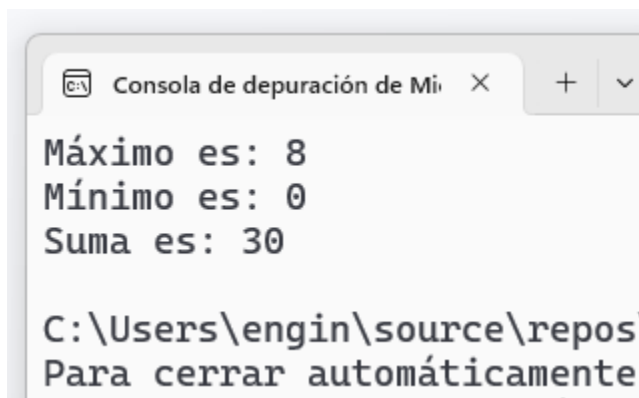 Consola de depuración de Mi
Máximo es: 8
Mínimo es: 0
Suma es: 30
C:\Users\engin\source\repos\
Para cerrar automáticamente